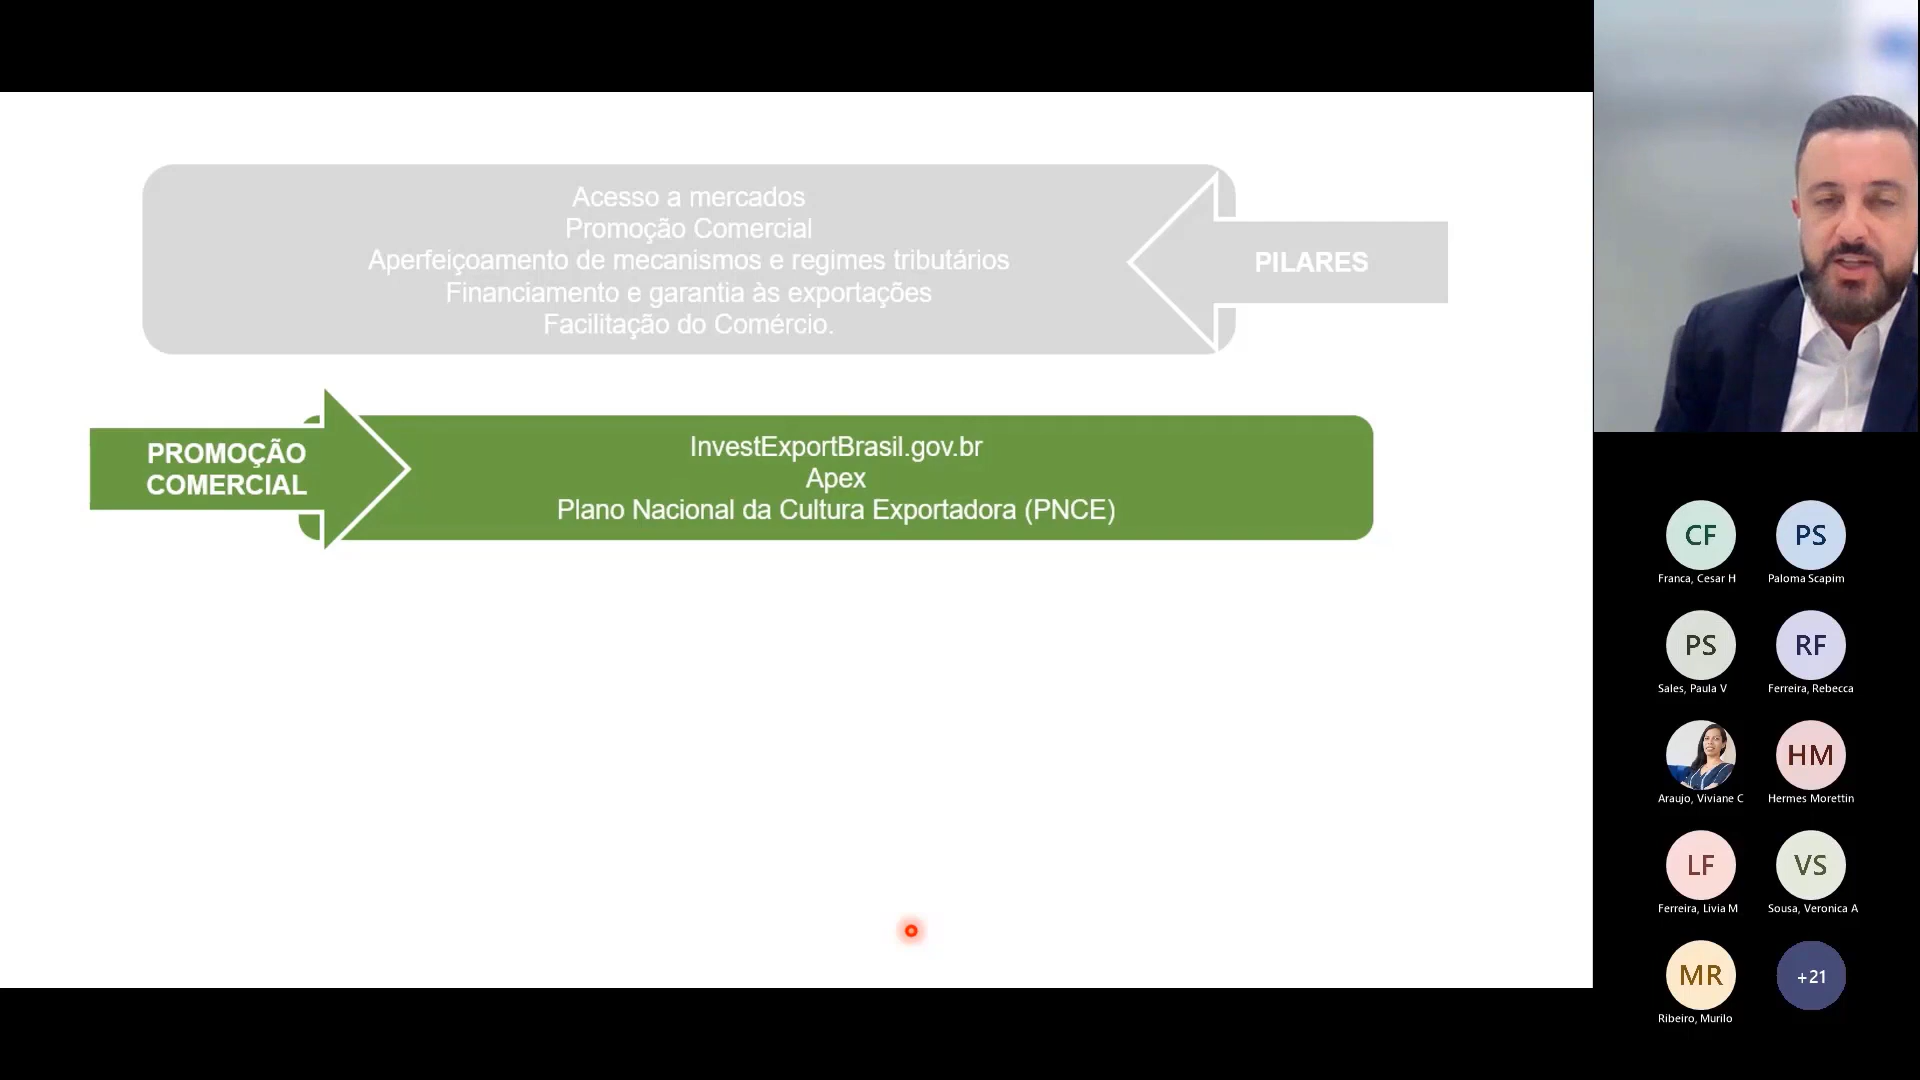 Acesso a mercados
Promoção Comercial
Aperfeiçoamento de mecanismos e regimes tributários
Financiamento e garantia às exportações
Facilitação do Comércio.
PILARES
PROMOÇÃO
COMERCIAL
InvestExportBrasil.gov.br
Apex
Plano Nacional da Cultura Exportadora (PNCE)
CF
Franca, Cesar H
PS
Paloma Scapim
PS
Sales, Paula V
RF
Ferreira, Rebecca
Araujo, Viviane C
HM
Hermes Morettin
LF
Ferreira, Livia M
VS
Sousa, Veronica A
MR
Ribeiro, Murilo
+21